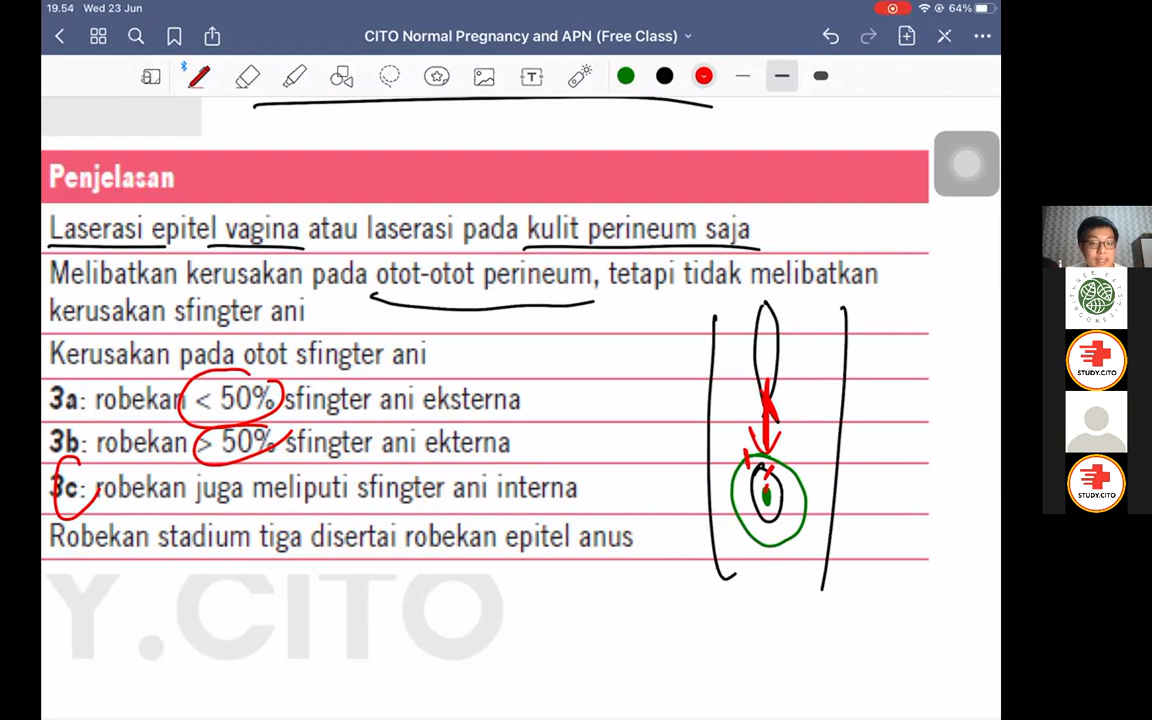 19.54 Wed 23 Jun
64%
CITO Normal Pregnancy and APN (Free Class)
T
Penjelasan
Laserasi epitel vagina atau laserasi pada kulit perineum saja
Melibatkan kerusakan pada otot-otot perineum, tetapi tidak melibatkan
kerusakan sfingter ani
Kerusakan pada otot sfingter ani
3a: robekan < 50% sfingter ani eksterna
3b: robekan > 50% sfingter ani ekterna
3c: robekan juga meliputi sfingter ani interna
Robekan stadium tiga disertai robekan epitel anus
Y.CITO
STUDY.CITO
STUDY.CITO